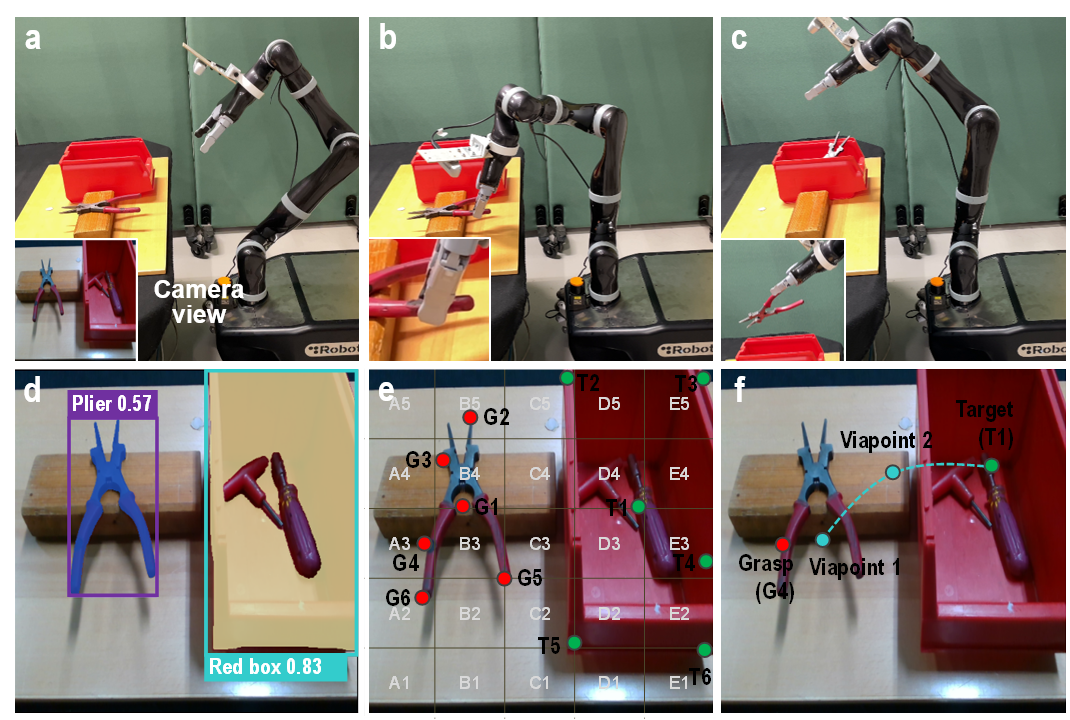 a
b
c
Camera
view
Robot
Robot
Robot
d
Plier 0.57
Red box 0.83
e
T2
T3
A5
B5
C5
D5
E5
G2
G3
A4
B4
C4
D4
E4
G1
T1
A3
B3
C3
D3
E3
G4
G5
T4
G6
A2
B2
C2
D2
E2
T5
T6
A1
B1
C1
D1
E1
f
Target
(T1)
Viapoint 2
Grasp
(G4)
Viapoint 1